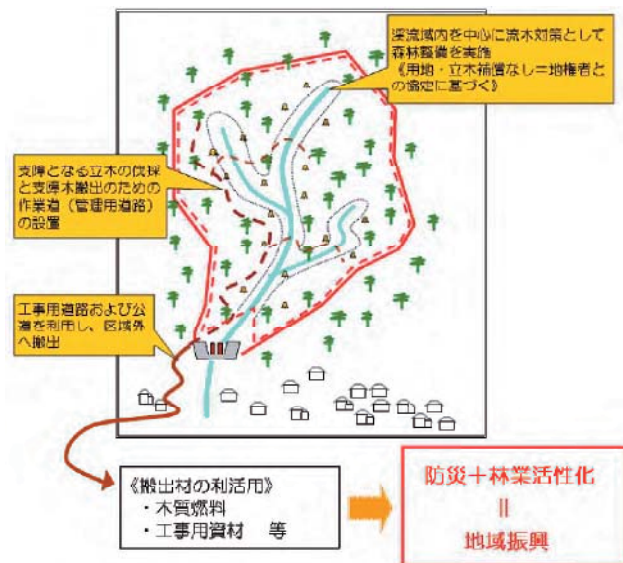 渓流域内を中心に流木対策として
森林整備を実施
《用地・立木補償なし＝地権者と
の協定に基づく》
支障となる立木の伐採
と支障木搬出のための
作業道（管理用道路）
の設置
工事用道路および公
道を利用し、区域外
へ搬出
《搬出材の利活用》
・木質燃料
・工事用資材　等
防災＋林業活性化
＝
地域振興